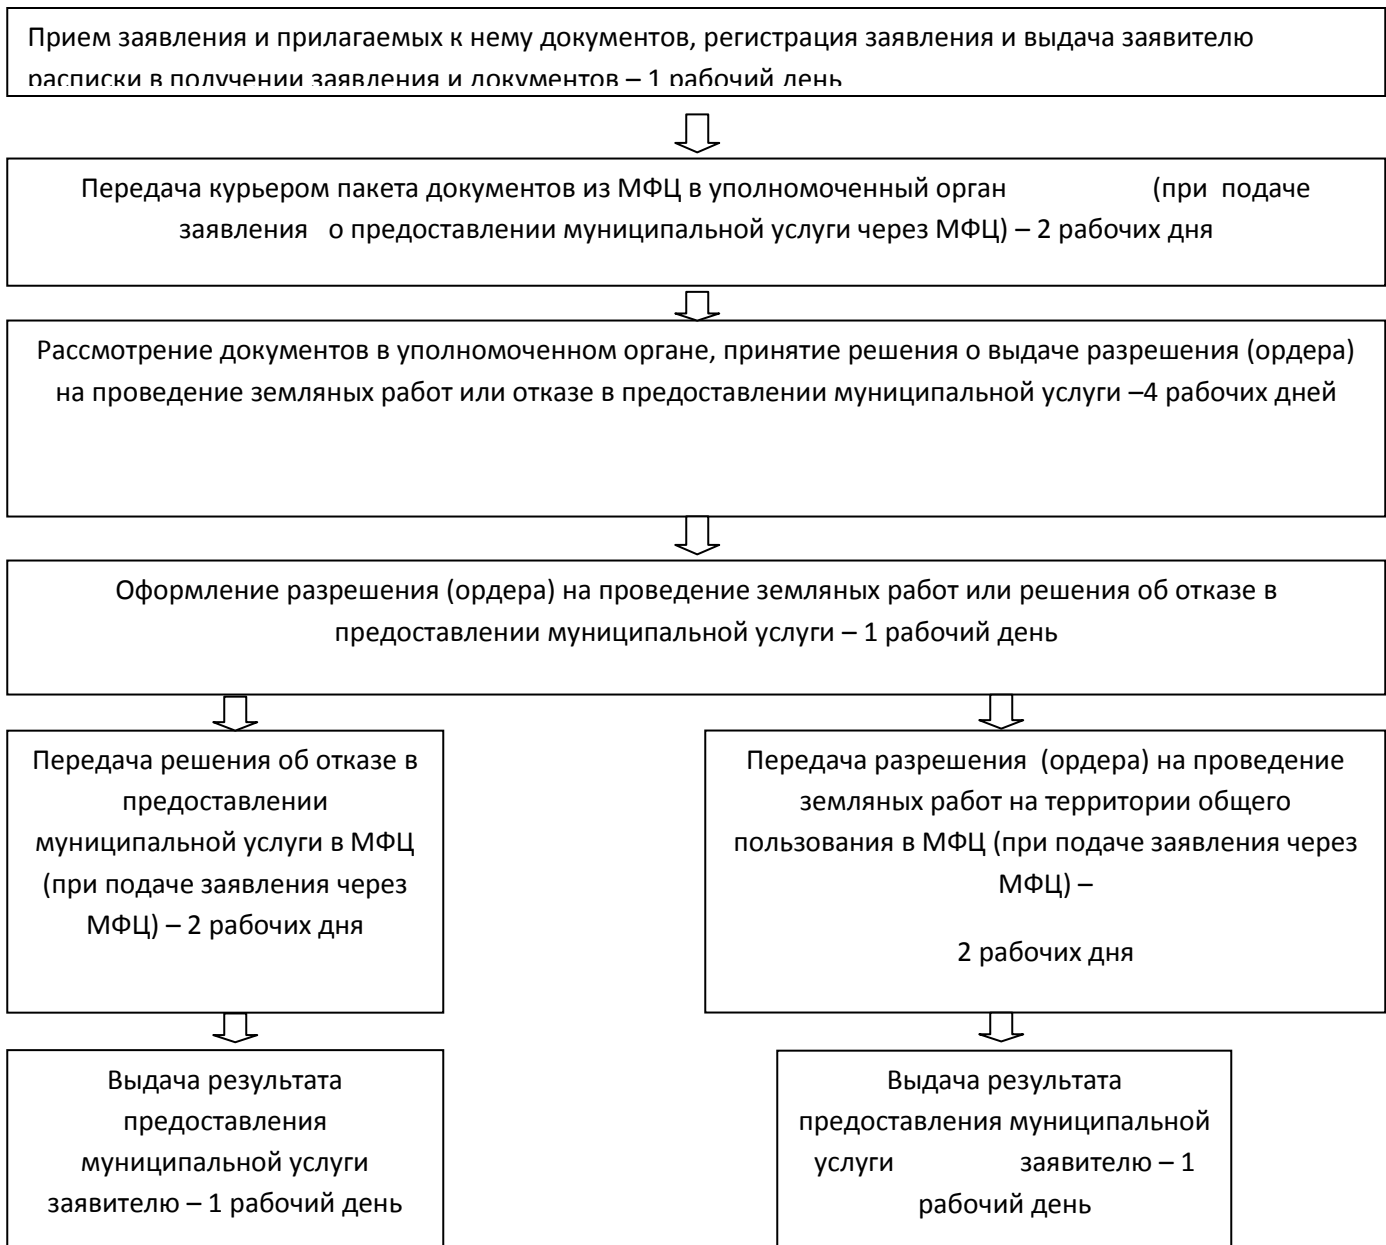 Прием заявления и прилагаемых к нему документов, регистрация заявления и выдача заявителю
расписки в получении заявления и документов – 1 рабочий день
Передача курьером пакета документов из МФЦ в уполномоченный орган (при подаче
заявления о предоставлении муниципальной услуги через МФЦ) – 2 рабочих дня
Рассмотрение документов в уполномоченном органе, принятие решения о выдаче разрешения (ордера)
на проведение земляных работ или отказе в предоставлении муниципальной услуги –4 рабочих дней
Оформление разрешения (ордера) на проведение земляных работ или решения об отказе в
предоставлении муниципальной услуги – 1 рабочий день
Передача решения об отказе в
предоставлении
муниципальной услуги в МФЦ
(при подаче заявления через
МФЦ) – 2 рабочих дня
Передача разрешения (ордера) на проведение
земляных работ на территории общего
пользования в МФЦ (при подаче заявления через
МФЦ) –
2 рабочих дня
Выдача результата
предоставления
муниципальной услуги
заявителю – 1 рабочий день
Выдача результата
предоставления муниципальной
услуги заявителю – 1
рабочий день